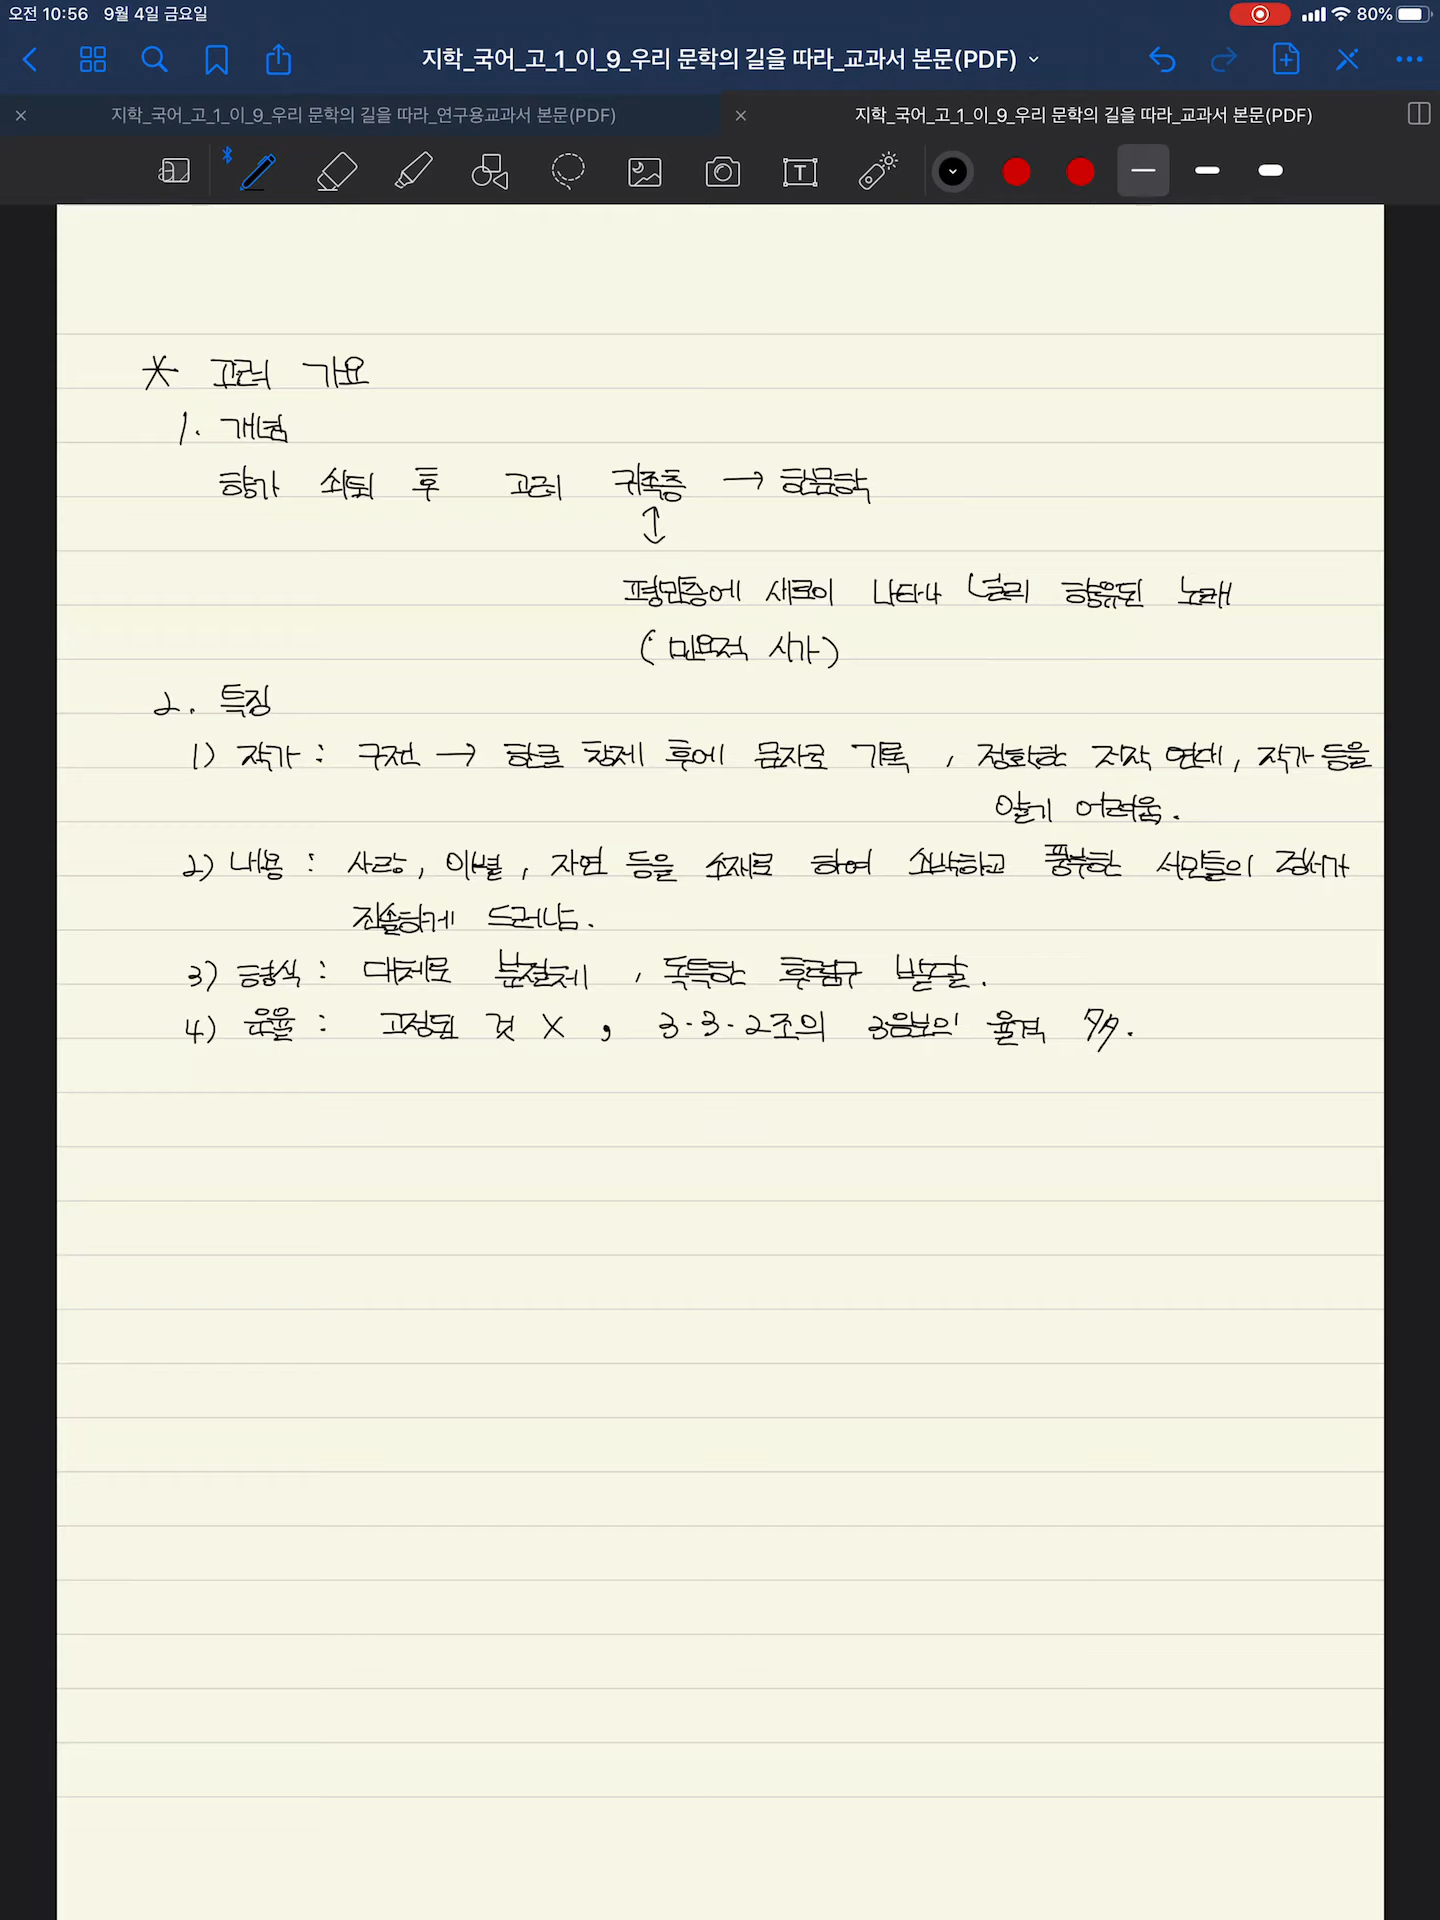 오전 10:56 9월 4일 금요일
80%
지학_국어_고_1_이_9_우리 문학의 길을 따라_교과서 본문(PDF)
지학_국어_고_1_이_9_우리 문학의 길을 따라_연구용교과서 본문(PDF)
지학_국어_고_1_이_9_우리 문학의 길을 따라_교과서 본문(PDF)
* 고려 가요
1. 개념
향가 쇠퇴 후 고려 귀족층 → 한문학
↕
평민층에 새로이 나타나 널리 향유된 노래
(민요적 시가)
2. 특징
1) 작가 : 구전 → 한글 창제 후에 문자로 기록, 정확한 저작 연대, 작가 등을
알기 어려움.
2) 내용 : 사랑, 이별, 자연 등을 소재로 하여 소박하고 풍부한 서민들의 정서가
진솔하게 드러남.
3) 형식 : 대체로 분절체, 독특한 후렴구 발달.
4) 운율 : 고정된 것 X, 3·3·2조의 3음보의 율격 多.